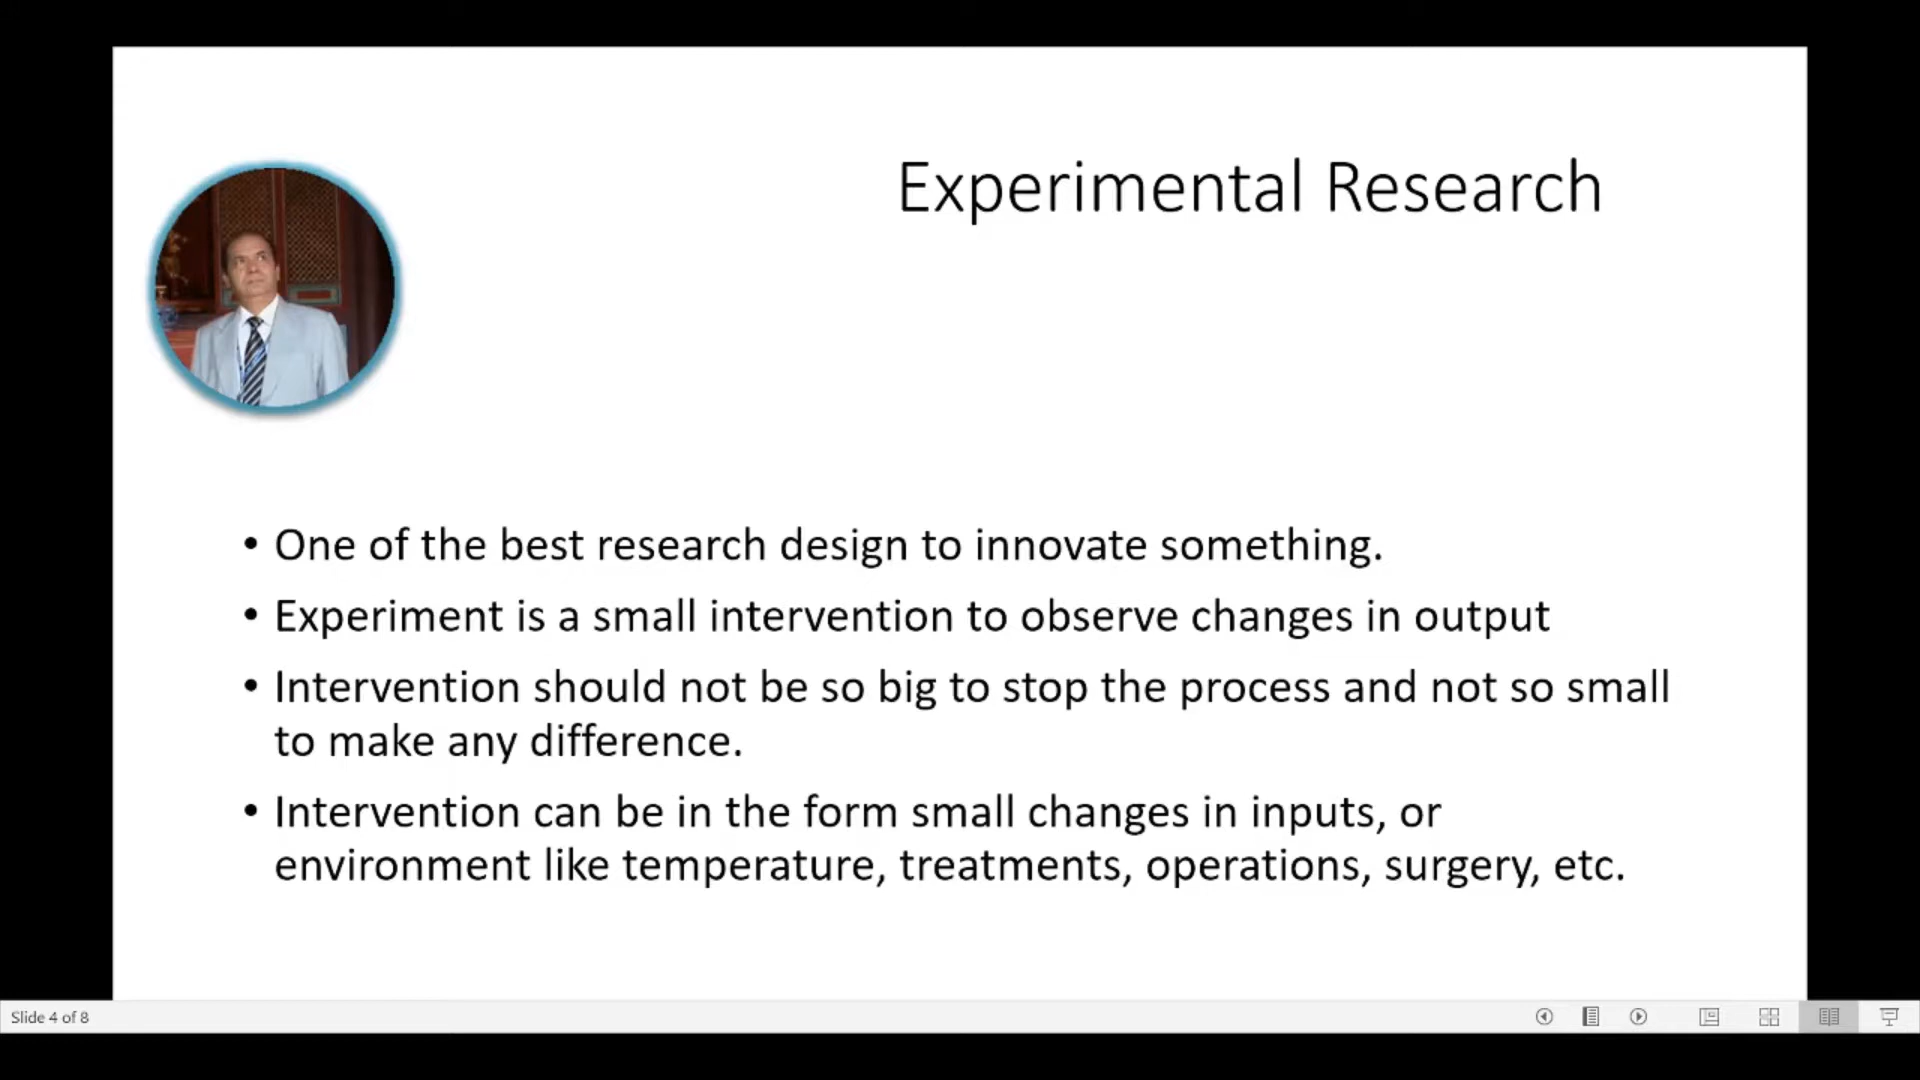 Experimental Research
• One of the best research design to innovate something.
• Experiment is a small intervention to observe changes in output
• Intervention should not be so big to stop the process and not so small
to make any difference.
• Intervention can be in the form small changes in inputs, or
environment like temperature, treatments, operations, surgery, etc.
Slide 4 of 8